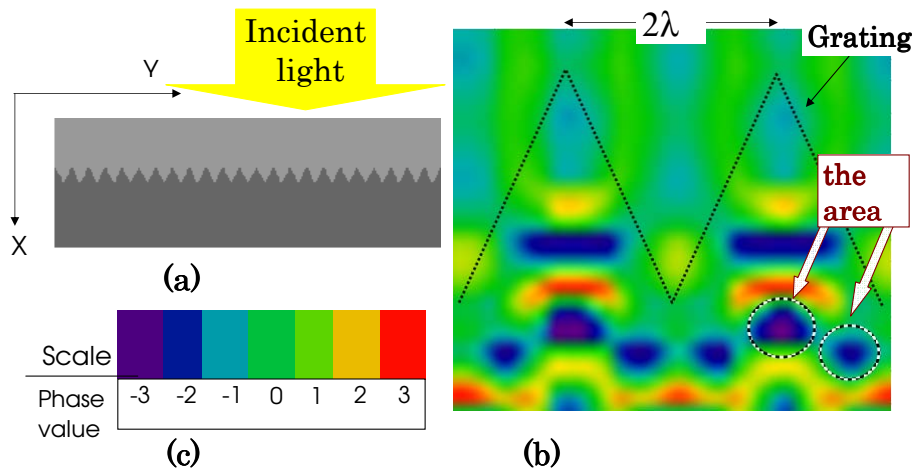 Incident
light
Y
X
(a)
2λ
Grating
the
area
Scale
-3 -2 -1 0 1 2 3
Phase
value
(c)
(b)